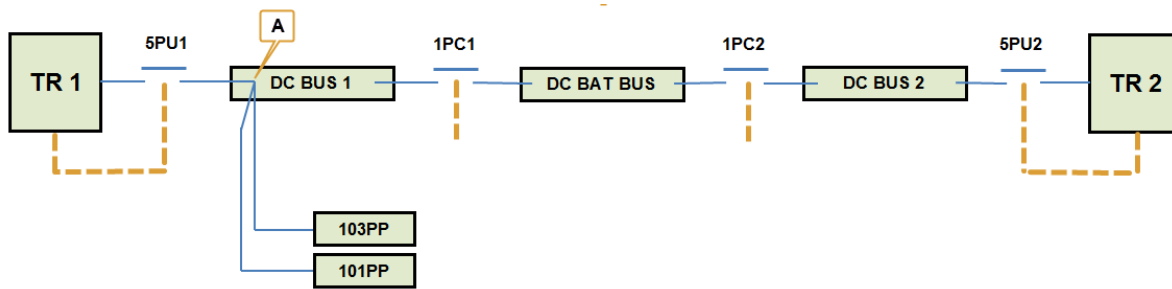 A
5PU1
1PC1
1PC2
5PU2
TR 1
DC BUS 1
DC BAT BUS
DC BUS 2
TR 2
103PP
101PP